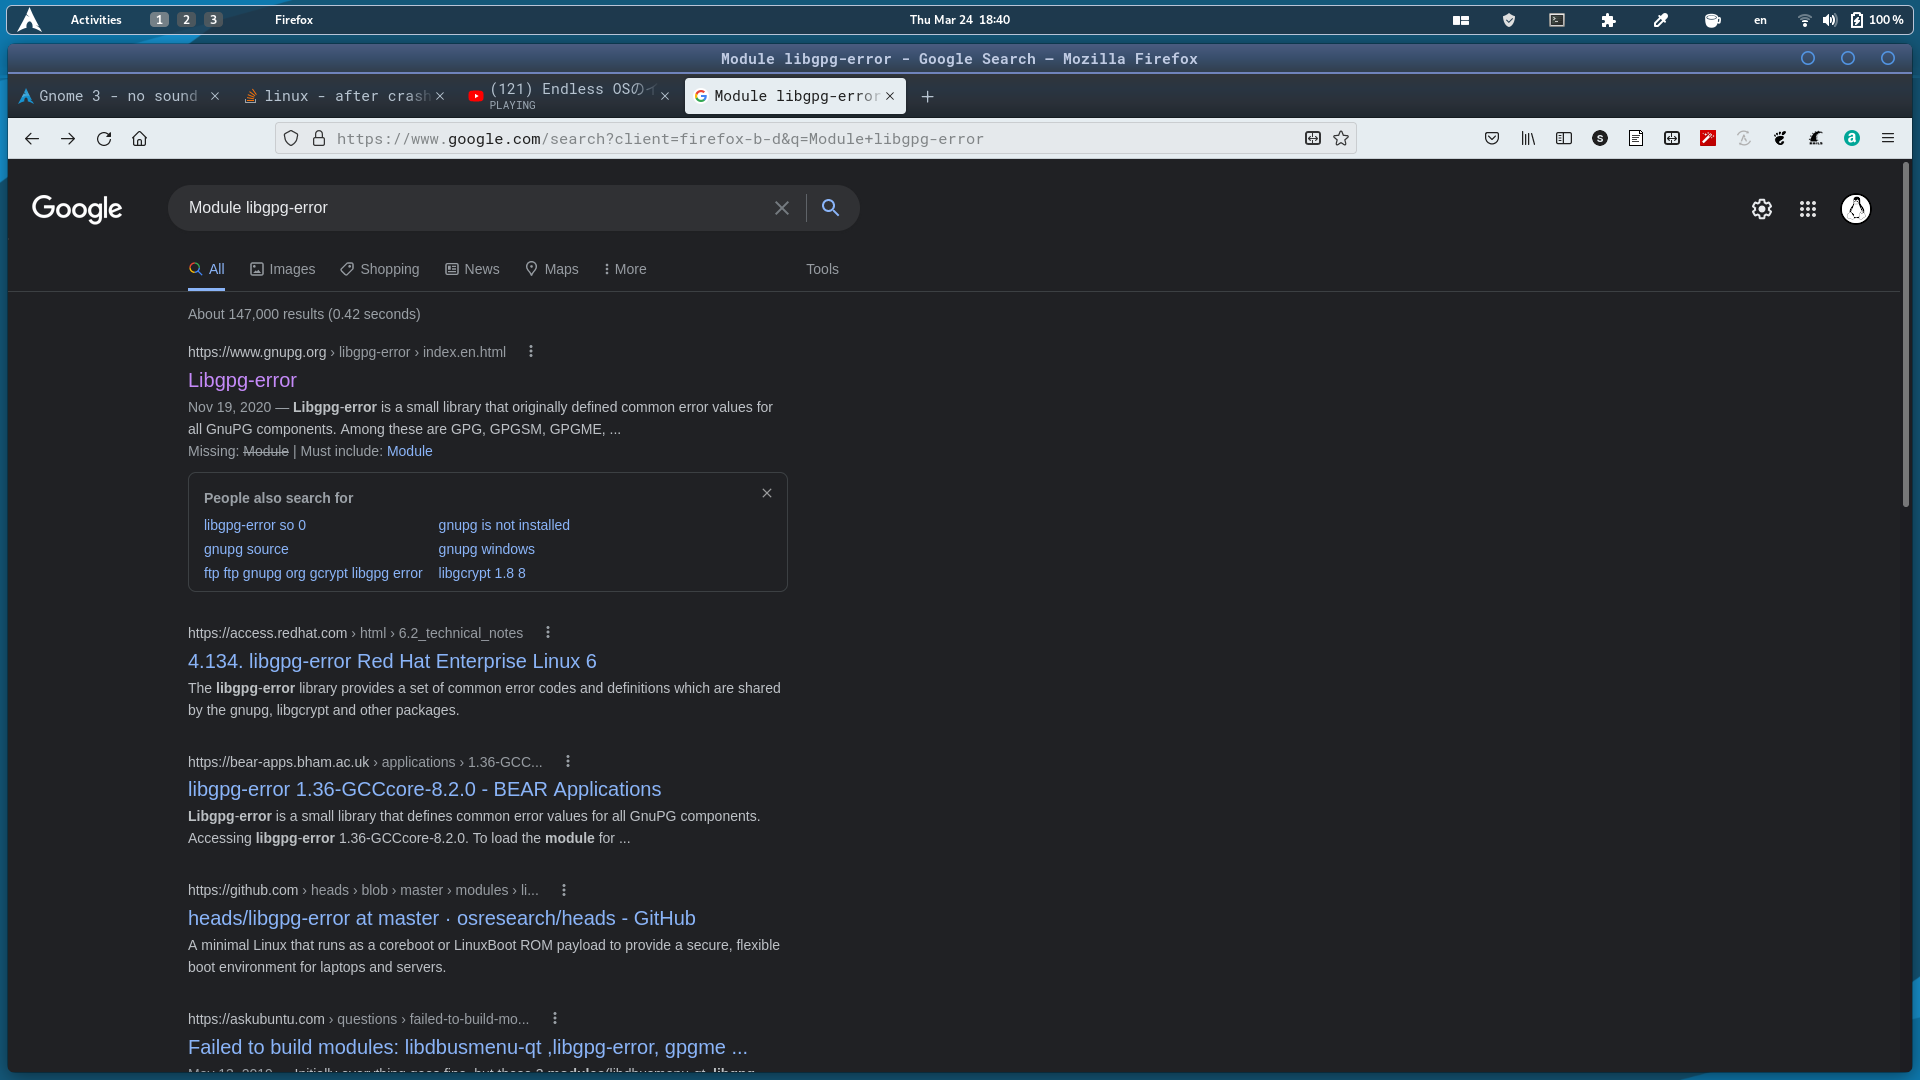 Activities 1 2 3 Firefox Thu Mar 24 18:40 en 100 %
Module libgpg-error - Google Search — Mozilla Firefox
Gnome 3 - no sound
linux - after crash
(121) Endless OSの
PLAYING
Module libgpg-error
https://www.google.com/search?client=firefox-b-d&q=Module+libgpg-error
Google
Module libgpg-error
All Images Shopping News Maps More Tools
About 147,000 results (0.42 seconds)
https://www.gnupg.org › libgpg-error › index.en.html
Libgpg-error
Nov 19, 2020 — Libgpg-error is a small library that originally defined common error values for
all GnuPG components. Among these are GPG, GPGSM, GPGME, ...
Missing: Module | Must include: Module
People also search for
libgpg-error so 0 gnupg is not installed
gnupg source gnupg windows
ftp ftp gnupg org gcrypt libgpg error libgcrypt 1.8 8
https://access.redhat.com › html › 6.2_technical_notes
4.134. libgpg-error Red Hat Enterprise Linux 6
The libgpg-error library provides a set of common error codes and definitions which are shared
by the gnupg, libgcrypt and other packages.
https://bear-apps.bham.ac.uk › applications › 1.36-GCC...
libgpg-error 1.36-GCCcore-8.2.0 - BEAR Applications
Libgpg-error is a small library that defines common error values for all GnuPG components.
Accessing libgpg-error 1.36-GCCcore-8.2.0. To load the module for ...
https://github.com › heads › blob › master › modules › li...
heads/libgpg-error at master · osresearch/heads - GitHub
A minimal Linux that runs as a coreboot or LinuxBoot ROM payload to provide a secure, flexible
boot environment for laptops and servers.
https://askubuntu.com › questions › failed-to-build-mo...
Failed to build modules: libdbusmenu-qt ,libgpg-error, gpgme ...